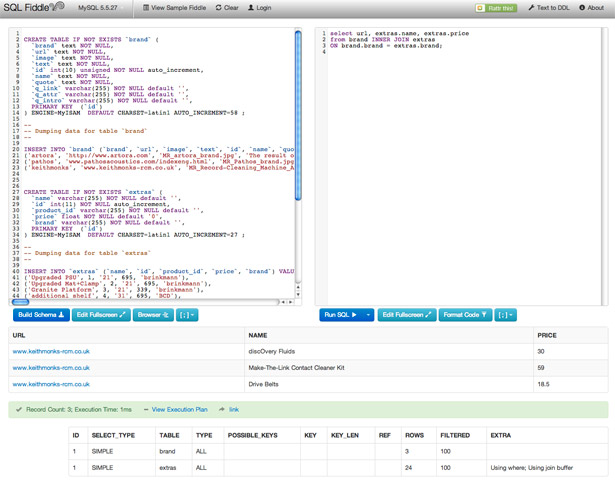 SQL Fiddle
MySQL 5.5.27
View Sample Fiddle
Clear
Login
Rate this!
Text to DDL
About
1
2 CREATE TABLE IF NOT EXISTS `brand` (
3 `brand` text NOT NULL,
4 `url` text NOT NULL,
5 `image` text NOT NULL,
6 `text` text NOT NULL,
7 `id` int(10) unsigned NOT NULL auto_increment,
8 `name` text NOT NULL,
9 `quote` text NOT NULL,
10 `q_link` varchar(255) NOT NULL default '',
11 `q_attr` varchar(255) NOT NULL default '',
12 `q_intro` varchar(255) NOT NULL default '',
13 PRIMARY KEY (`id`)
14 ) ENGINE=MyISAM DEFAULT CHARSET=latin1 AUTO_INCREMENT=58 ;
15
16 --
17 -- Dumping data for table `brand`
18 --
19
20 INSERT INTO `brand` (`brand`, `url`, `image`, `text`, `id`, `name`, `quo
21 ('artora', 'http://www.artora.com', 'MR_artora_brand.jpg', 'The result o
22 ('pathos', 'www.pathosacoustics.com/indexeng.html', 'MR_Pathos_brand.jpg
23 ('keithmonks', 'www.keithmonks-rcm.co.uk', 'MR_Record-Cleaning_Machine_A
24
25
26
27 CREATE TABLE IF NOT EXISTS `extras` (
28 `name` varchar(255) NOT NULL default '',
29 `id` int(11) NOT NULL auto_increment,
30 `product_id` varchar(255) NOT NULL default '',
31 `price` float NOT NULL default '0',
32 `brand` varchar(255) NOT NULL default '',
33 PRIMARY KEY (`id`)
34 ) ENGINE=MyISAM DEFAULT CHARSET=latin1 AUTO_INCREMENT=27 ;
35
36 --
37 -- Dumping data for table `extras`
38 --
39
40 INSERT INTO `extras` (`name`, `id`, `product_id`, `price`, `brand`) VALU
41 ('Upgraded PSU', 1, '21', 695, 'brinkmann'),
42 ('Upgraded Mat+Clamp', 2, '21', 695, 'brinkmann'),
43 ('Granite Platform', 3, '21', 339, 'brinkmann'),
44 ('additional shelf', 4, '31', 695, 'BCD'),
1 select url, extras.name, extras.price
2 from brand INNER JOIN extras
3 ON brand.brand = extras.brand;
4
Build Schema
Edit Fullscreen
Browser
[ ; ]
Run SQL
Edit Fullscreen
Format Code
[ ; ]
URL NAME PRICE
www.keithmonks-rcm.co.uk discOvery Fluids 30
www.keithmonks-rcm.co.uk Make-The-Link Contact Cleaner Kit 59
www.keithmonks-rcm.co.uk Drive Belts 18.5
Record Count: 3; Execution Time: 1ms
View Execution Plan
link
ID SELECT_TYPE TABLE TYPE POSSIBLE_KEYS KEY KEY_LEN REF ROWS FILTERED EXTRA
1 SIMPLE brand ALL 3 100
1 SIMPLE extras ALL 24 100 Using where; Using join buffer